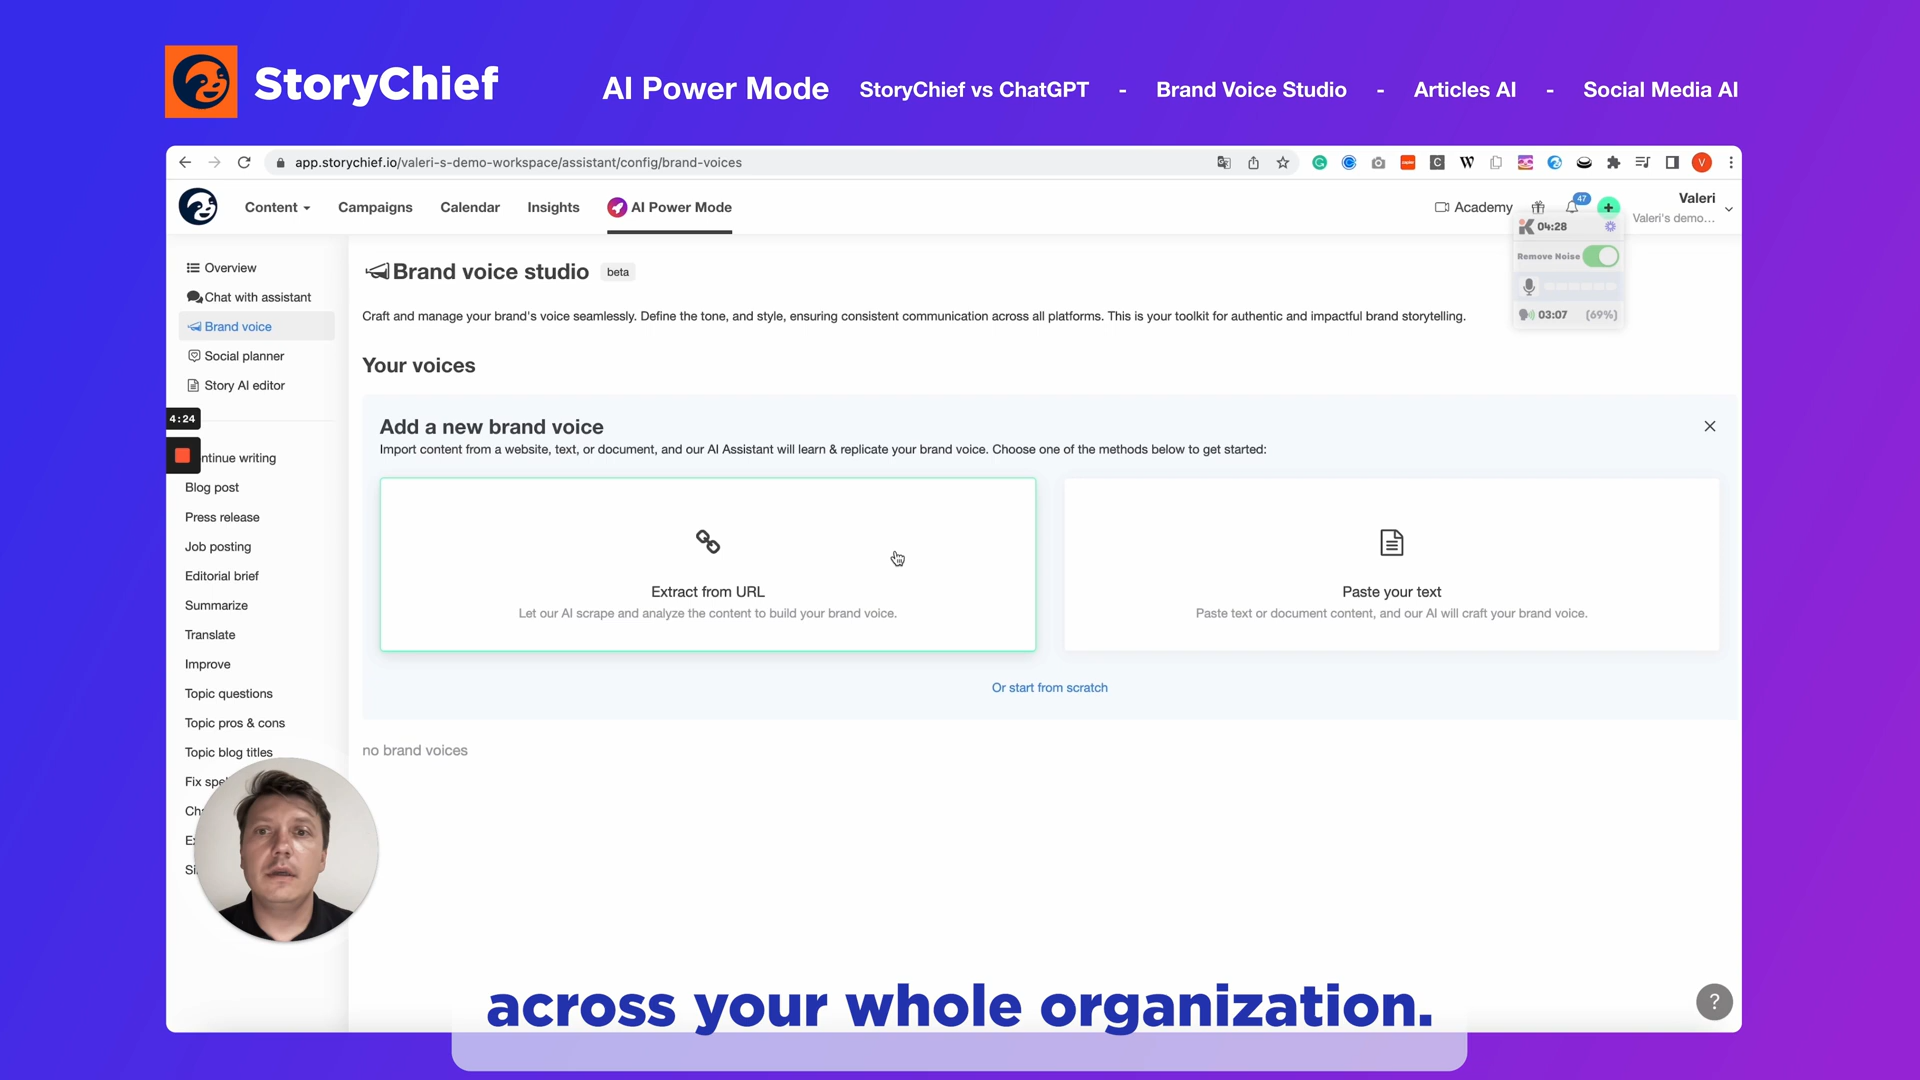 StoryChief
AI Power Mode StoryChief vs ChatGPT - Brand Voice Studio - Articles AI - Social Media AI
app.storychief.io/valeri-s-demo-workspace/assistant/config/brand-voices
V
Content Campaigns Calendar Insights AI Power Mode
Academy 47 Valeri
Valeri's demo...
04:28
Remove Noise
03:07 (69%)
Overview
Chat with assistant
Brand voice
Social planner
Story AI editor
4:24
ntinue writing
Blog post
Press release
Job posting
Editorial brief
Summarize
Translate
Improve
Topic questions
Topic pros & cons
Topic blog titles
Fix spe
Brand voice studio beta
Craft and manage your brand's voice seamlessly. Define the tone, and style, ensuring consistent communication across all platforms. This is your toolkit for authentic and impactful brand storytelling.
Your voices
Add a new brand voice
Import content from a website, text, or document, and our AI Assistant will learn & replicate your brand voice. Choose one of the methods below to get started:
Extract from URL
Let our AI scrape and analyze the content to build your brand voice.
Paste your text
Paste text or document content, and our AI will craft your brand voice.
Or start from scratch
no brand voices
across your whole organization.
?